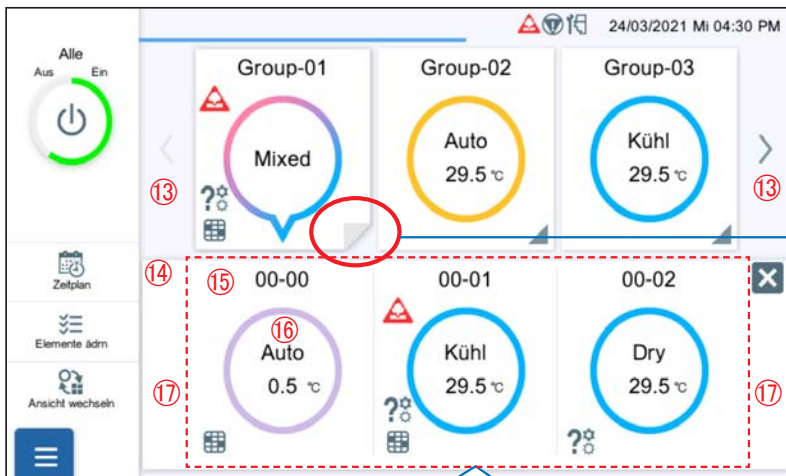 24/03/2021 Mi 04:30 PM
Alle
Aus Ein
Group-01
Group-02
Group-03
Mixed
Auto
29.5 °C
Kühl
29.5 °C
⑬
⑬
Zeitplan
Elemente ädrn
Ansicht wechseln
⑭
⑮
00-00
00-01
00-02
⑯
Auto
0.5 °C
Kühl
29.5 °C
Dry
29.5 °C
⑰
⑰